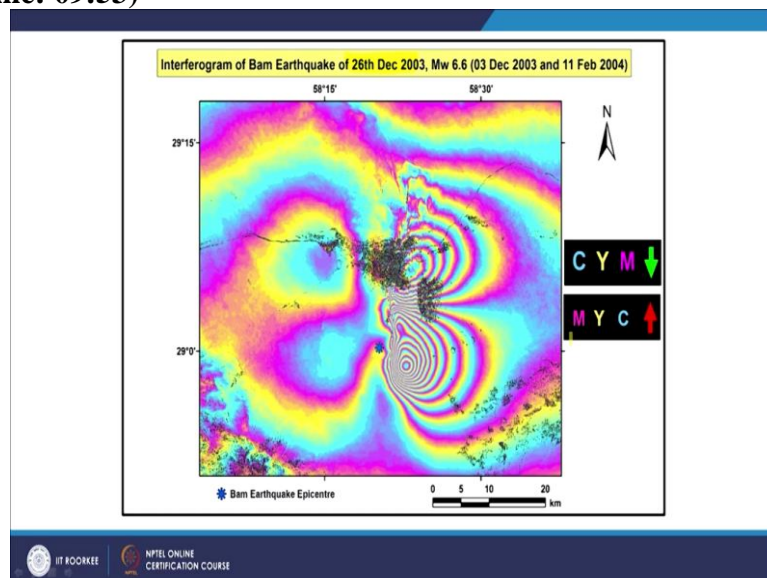 Interferogram of Bam Earthquake of 26th Dec 2003, Mw 6.6 (03 Dec 2003 and 11 Feb 2004)
58°15' 58°30'
N
29°15'
C Y M
M Y C
29°0'
Bam Earthquake Epicentre
0 5 10 20
km
IIT ROORKEE
NPTEL ONLINE
CERTIFICATION COURSE